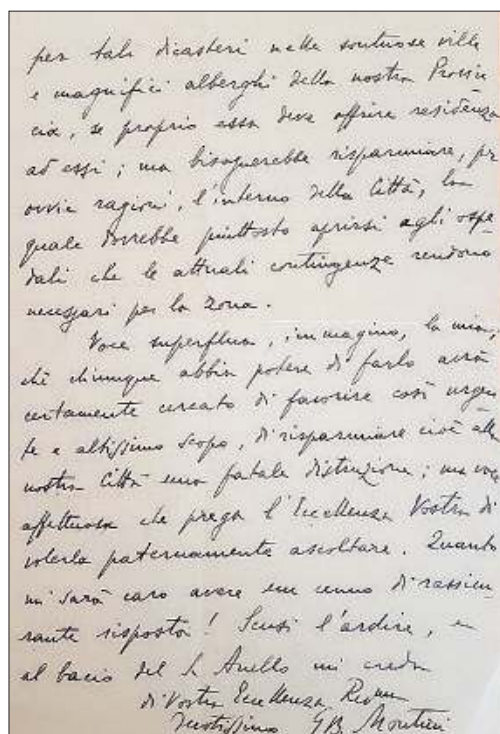 per tali dicasteri nelle sontuose ville
e magnifici alberghi della nostra Provin
cia, se proprio essa deve offrire residenza
ad essi; ma bisognerebbe risparmiare, per
ovvie ragioni, l'interno della Città, la
quale dovrebbe piuttosto aprirsi agli ospe
dali che le attuali contingenze rendono
necessari per la zona.
Voce superflua, immagino, la mia,
chè chiunque abbia potere di farlo avrà
certamente cercato di favorire così urgen
te e altissimo scopo, di risparmiare cioè alla
nostra Città una fatale distruzione; ma voce
affettuosa che prega l'Eccellenza Vostra di
volerla paternamente ascoltare. Quanto
mi sarà caro avere un cenno di rassicu
rante risposta! Scusi l'ardire, e
al bacio del S. Anello mi creda
di Vostra Eccellenza Rev.ma
devotissimo G.B. Montini